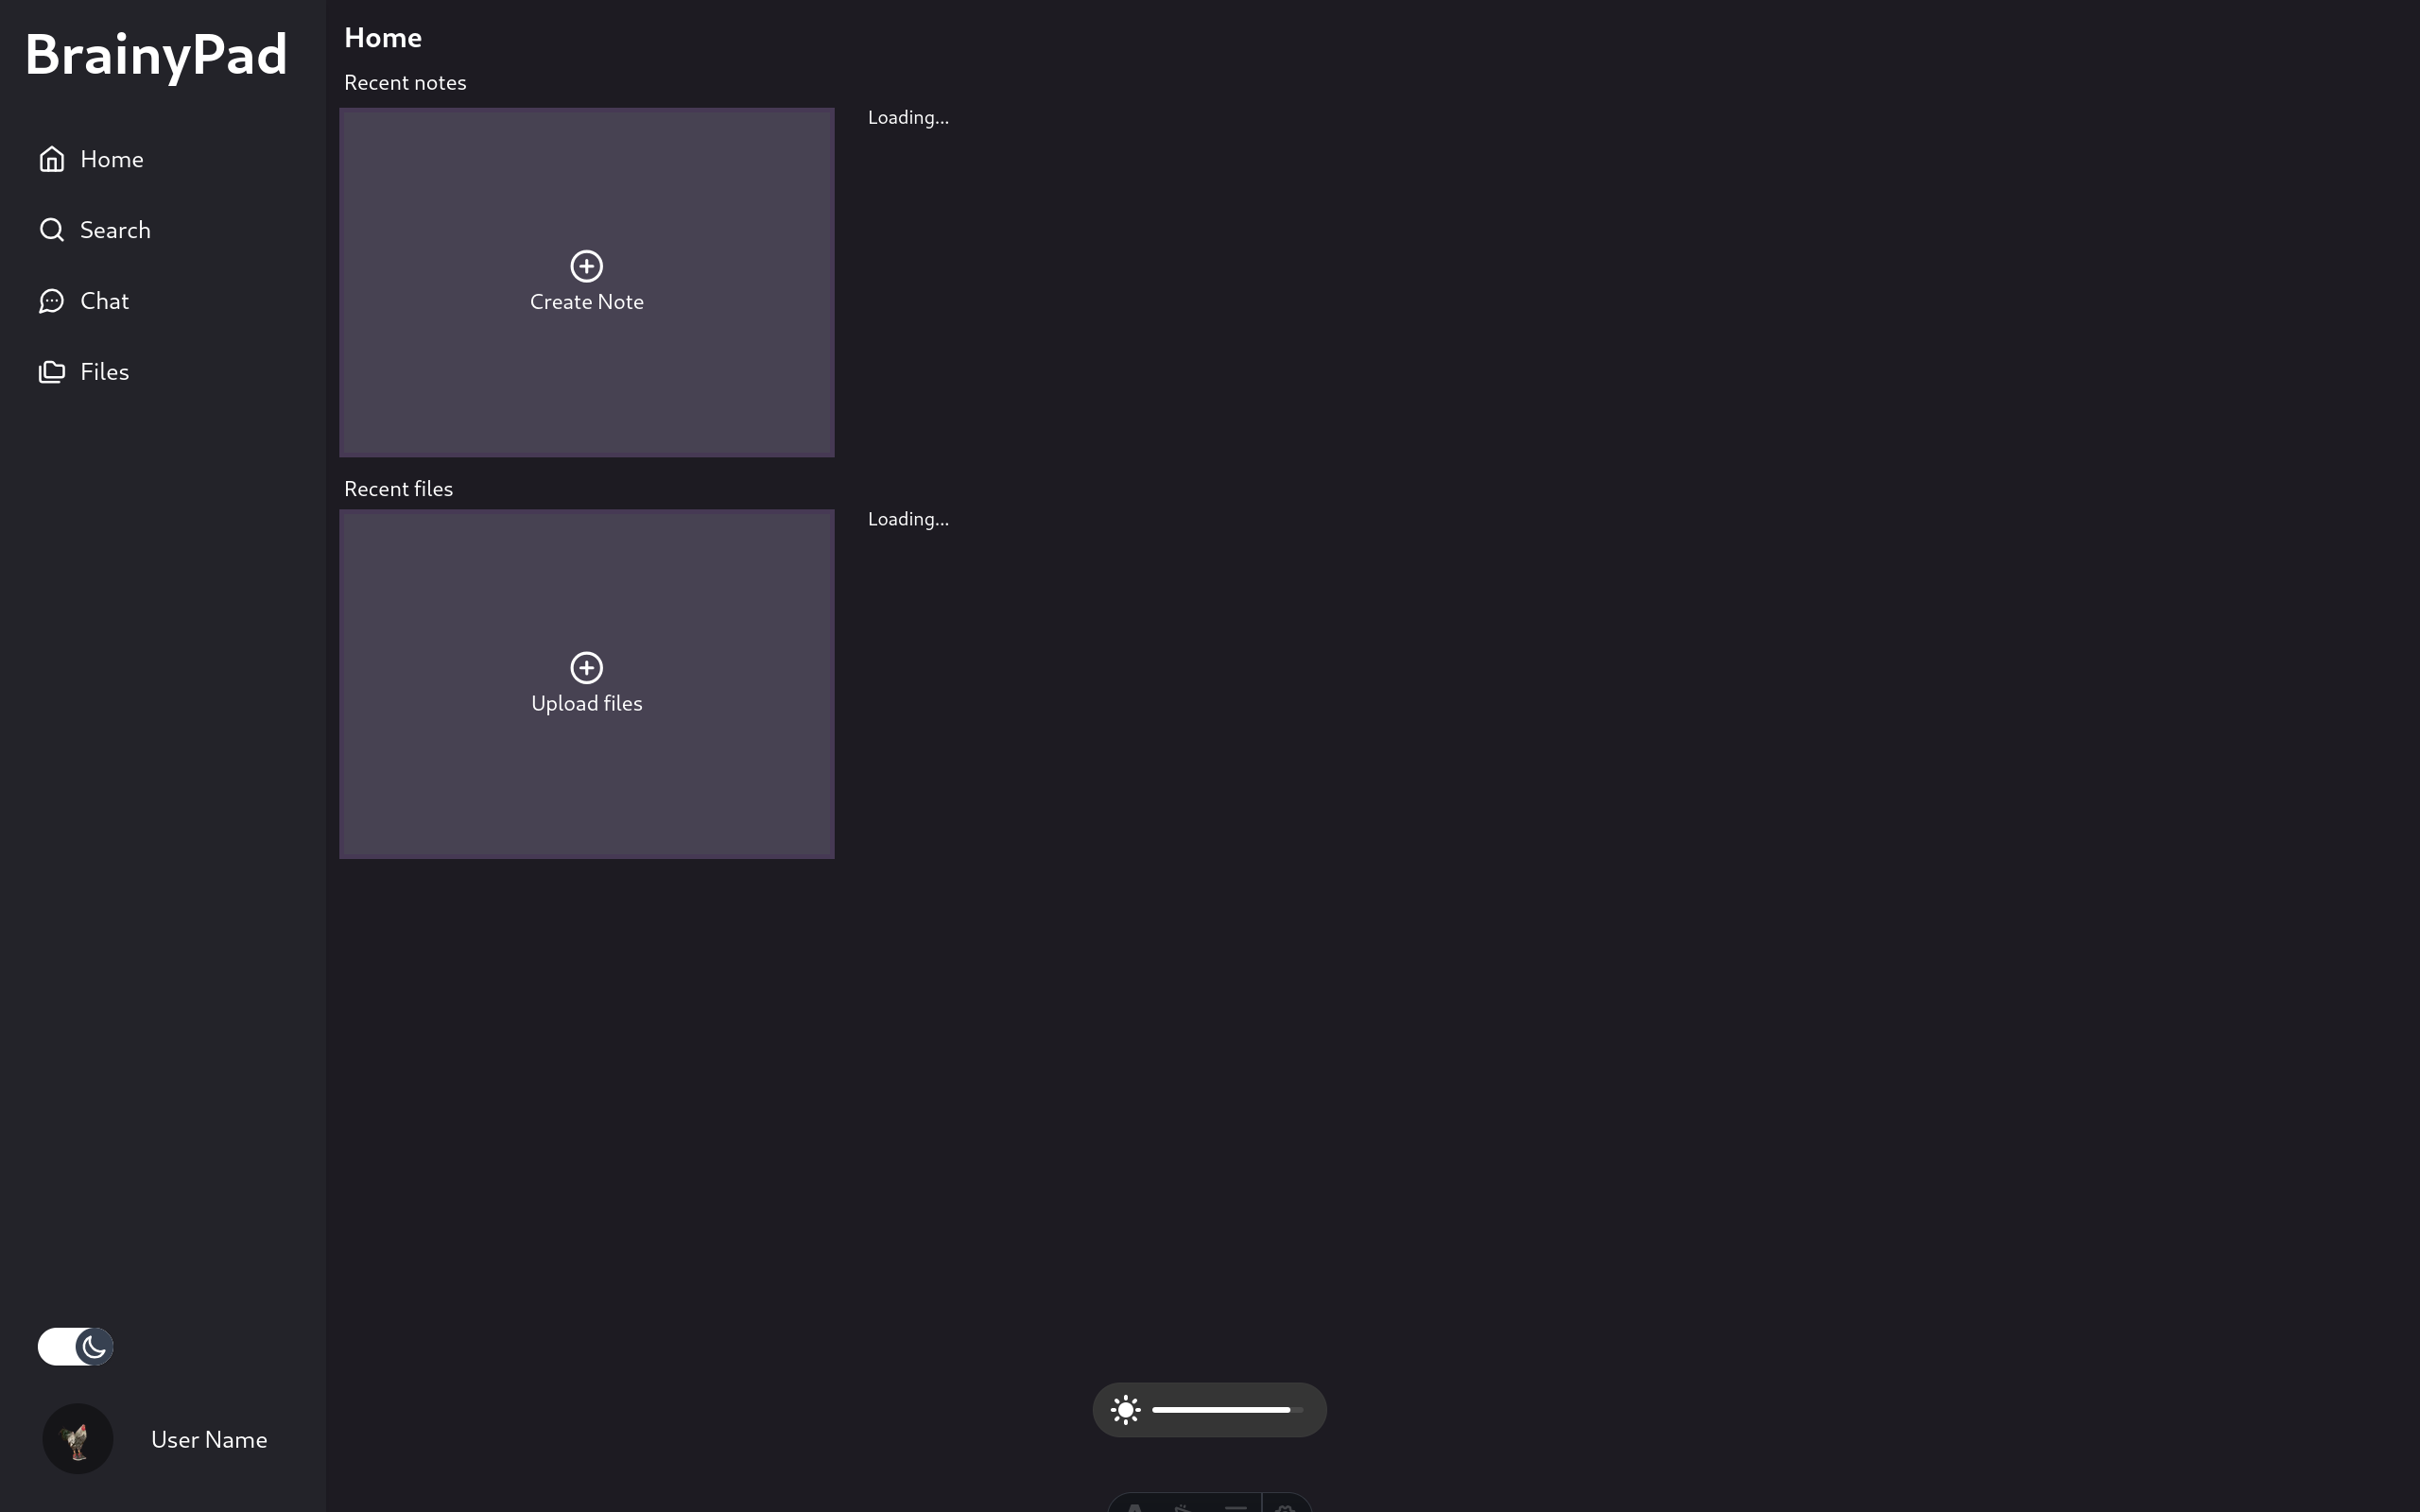 BrainyPad
Home
Search
Chat
Files
User Name
Home
Recent notes
Create Note
Loading...
Recent files
Upload files
Loading...